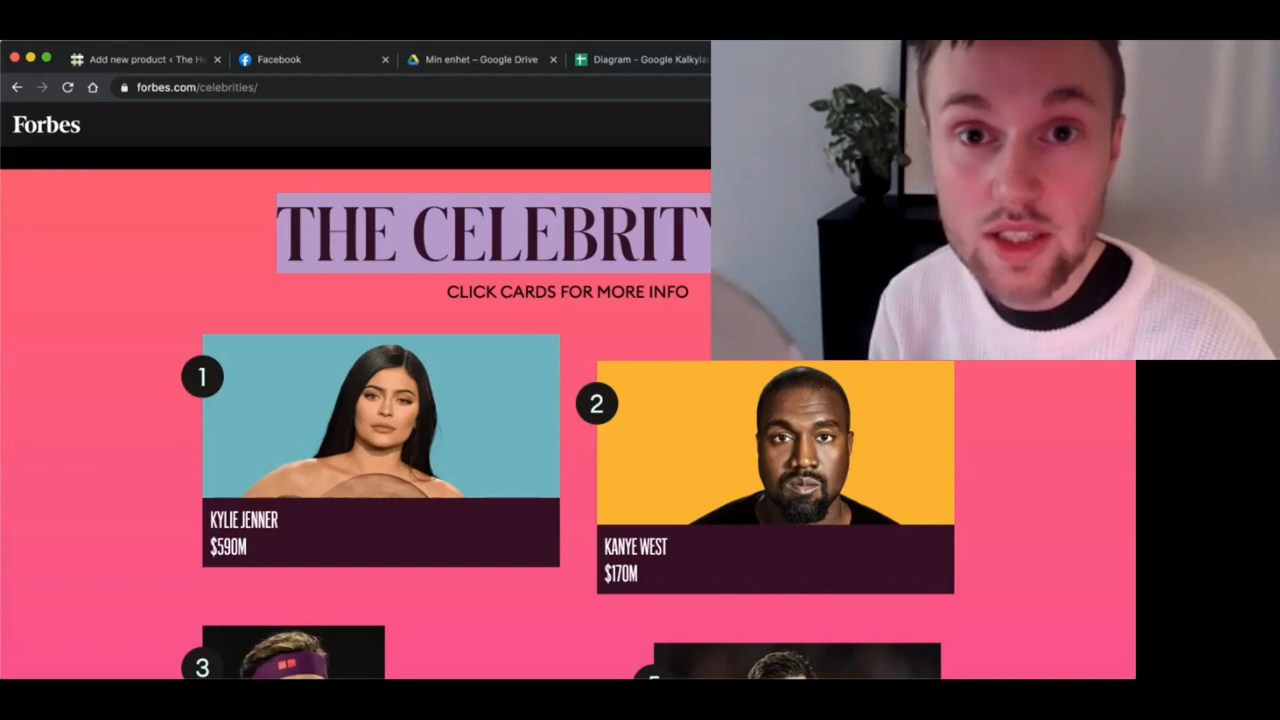 Add new product ‹ The H
Facebook
Min enhet – Google Drive
Diagram - Google Kalkyla
forbes.com/celebrities/
Forbes
THE CELEBRITY
CLICK CARDS FOR MORE INFO
1
2
KYLIE JENNER
$590M
KANYE WEST
$170M
3